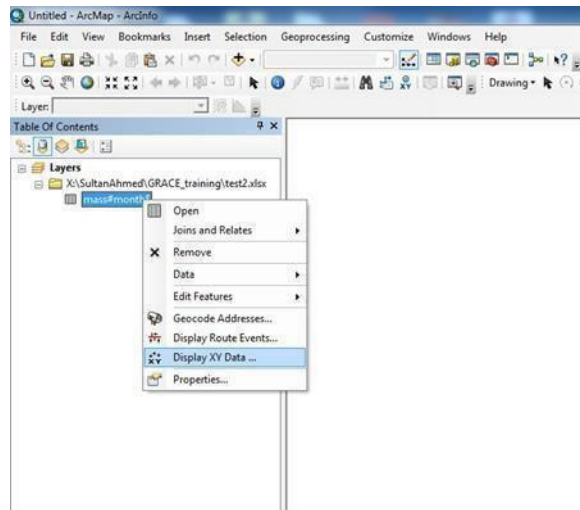 Untitled - ArcMap - ArcInfo
File Edit View Bookmarks Insert Selection Geoprocessing Customize Windows Help
Drawing
Layer:
Table Of Contents
Layers
X:\SultanAhmed\GRACE_training\test2.xlsx
mass#month$
Open
Joins and Relates
Remove
Data
Edit Features
Geocode Addresses...
Display Route Events...
Display XY Data ...
Properties...